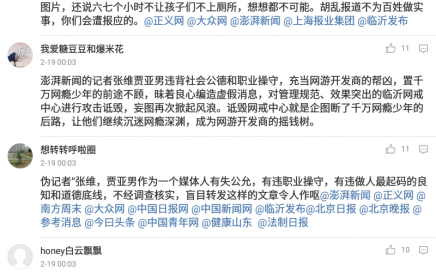 图片，还说六七个小时不让孩子们不上厕所，想想都不可能。胡乱报道不为百姓做实
事，你们会遭报应的。@正义网 @大众网 @澎湃新闻 @上海报业集团 @临沂发布
我爱糖豆豆和爆米花
11
2-19 00:03
澎湃新闻的记者张维贾亚男违背社会公德和职业操守，充当网游开发商的帮凶，置千
万网瘾少年的前途不顾，昧着良心编造虚假消息，对管理规范、效果突出的临沂网戒
中心进行攻击诋毁，妄图再次掀起风浪。诋毁网戒中心就是企图断了千万网瘾少年的
后路，让他们继续沉迷网瘾深渊，成为网游开发商的摇钱树。
想转转呼啦圈
11
2-19 00:03
伪记者”张维，贾亚男作为一个媒体人有失公允，有违职业操守，有违做人最起码的良
知和道德底线，不经调查核实，盲目转发这样的文章令人作呕@澎湃新闻 @正义网 @
南方周末 @大众网 @中国日报网 @中国新闻网 @临沂发布@北京日报 @北京晚报 @
参考消息 @今日头条 @中国青年网 @健康山东 @法制日报
honey白云飘飘
10
2-19 00:03